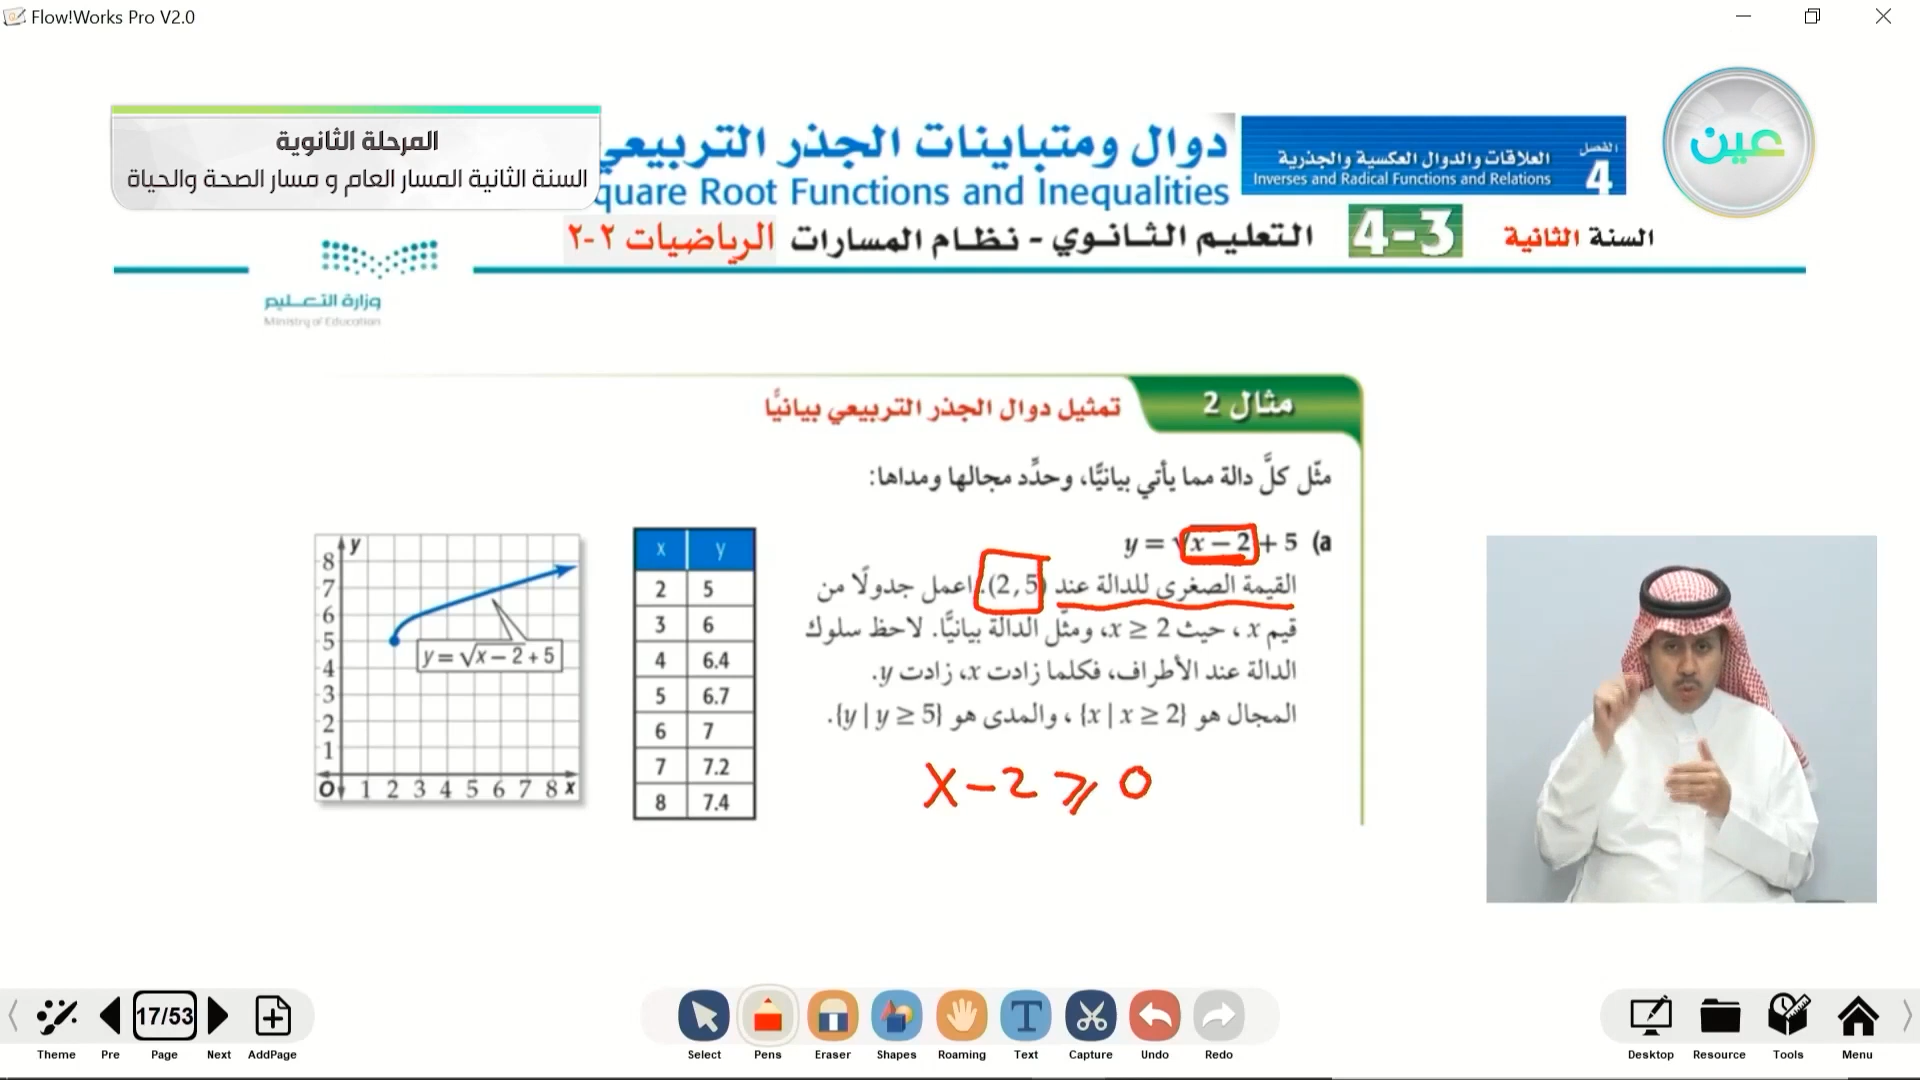 Flow!Works Pro V2.0
عين
الفصل 4
العلاقات والدوال العكسية والجذرية
Inverses and Radical Functions and Relations
دوال ومتباينات الجذر التربيعي
quare Root Functions and Inequalities
المرحلة الثانوية
السنة الثانية المسار العام و مسار الصحة والحياة
السنة الثانية
4-3
التعليم الثانوي - نظام المسارات الرياضيات ٢-٢
وزارة التعليم
Ministry of Education
مثال 2
تمثيل دوال الجذر التربيعي بيانيًّا
مثّل كلَّ دالة مما يأتي بيانيًّا، وحدِّد مجالها ومداها:
a) y = √x − 2 + 5
القيمة الصغرى للدالة عند (2, 5). اعمل جدولًا من
قيم x ، حيث x ≥ 2، ومثّل الدالة بيانيًّا. لاحظ سلوك
الدالة عند الأطراف، فكلما زادت x، زادت y.
المجال هو {x | x ≥ 2} ، والمدى هو {y | y ≥ 5}.
x − 2 ⩾ 0
x y
2 5
3 6
4 6.4
5 6.7
6 7
7 7.2
8 7.4
y
8
7
6
5
4
3
2
1
O 1 2 3 4 5 6 7 8 x
y = √x − 2 + 5
17/53
Theme Pre Page Next AddPage
Select Pens Eraser Shapes Roaming Text Capture Undo Redo
T
Desktop Resource Tools Menu